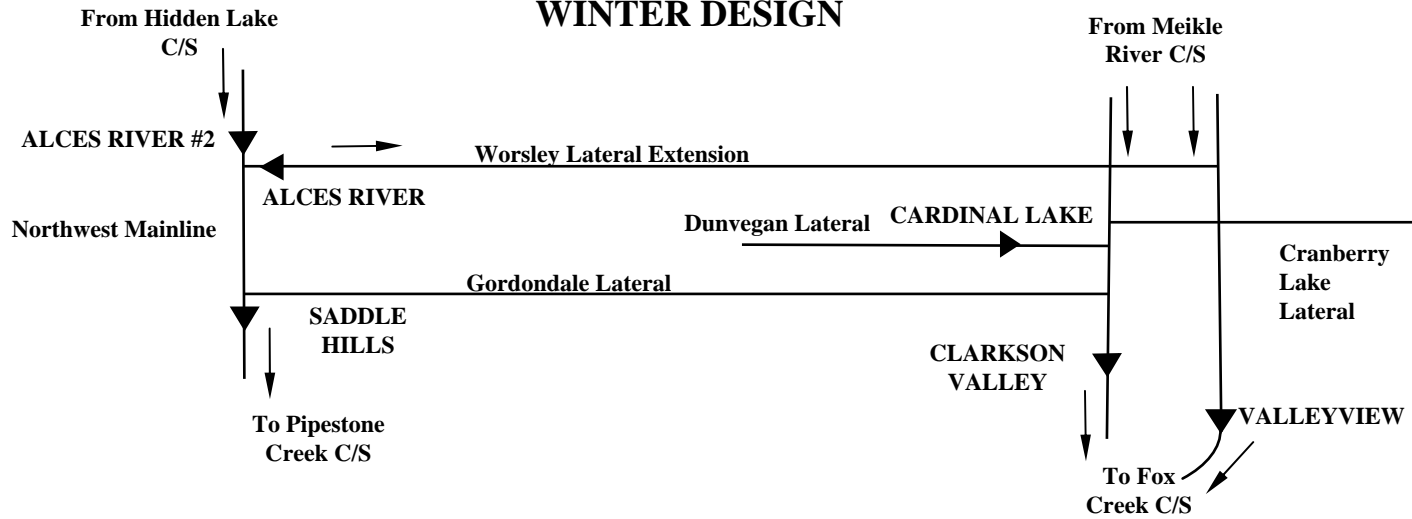 WINTER DESIGN
From Hidden Lake
C/S
From Meikle
River C/S
ALCES RIVER #2
Worsley Lateral Extension
ALCES RIVER
Northwest Mainline
Dunvegan Lateral
CARDINAL LAKE
Cranberry
Lake
Lateral
Gordondale Lateral
SADDLE
HILLS
CLARKSON
VALLEY
To Pipestone
Creek C/S
VALLEYVIEW
To Fox
Creek C/S